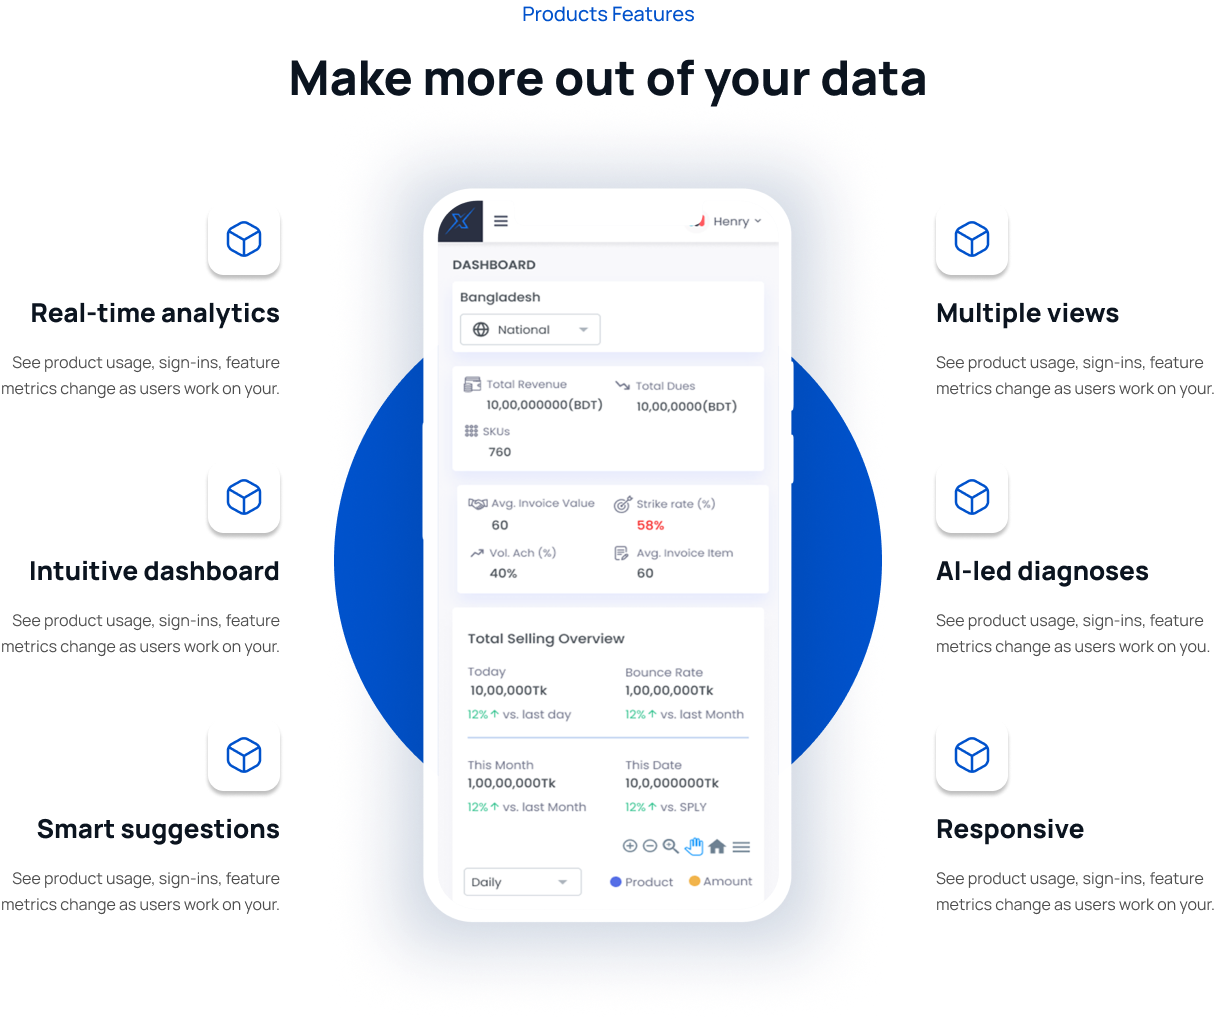 Products Features
Make more out of your data
Real-time analytics
See product usage, sign-ins, feature
metrics change as users work on your.
Intuitive dashboard
See product usage, sign-ins, feature
metrics change as users work on your.
Smart suggestions
See product usage, sign-ins, feature
metrics change as users work on your.
Henry
DASHBOARD
Bangladesh
National
Total Revenue
10,00,000000(BDT)
Total Dues
10,00,0000(BDT)
SKUs
760
Avg. Invoice Value
60
Strike rate (%)
58%
Vol. Ach (%)
40%
Avg. Invoice Item
60
Total Selling Overview
Today
10,00,000Tk
12% vs. last day
Bounce Rate
1,00,00,000Tk
12% vs. last Month
This Month
1,00,00,000Tk
12% vs. last Month
This Date
10,0,000000Tk
12% vs. SPLY
Daily
Product
Amount
Multiple views
See product usage, sign-ins, feature
metrics change as users work on your.
AI-led diagnoses
See product usage, sign-ins, feature
metrics change as users work on you.
Responsive
See product usage, sign-ins, feature
metrics change as users work on your.